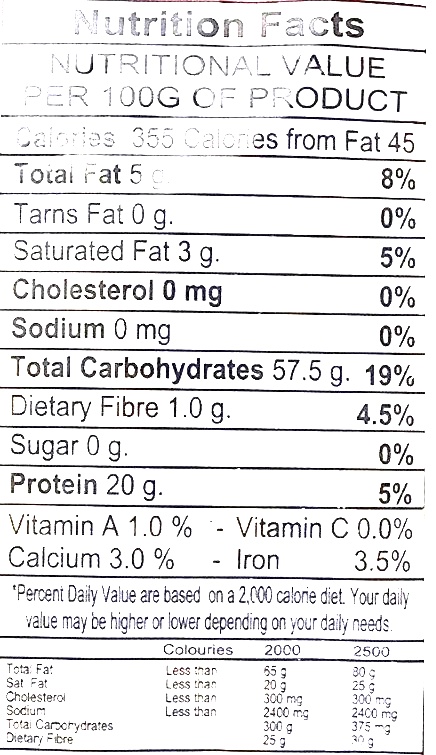 Nutrition Facts
NUTRITIONAL VALUE
PER 100G OF PRODUCT
Calories 355 Calories from Fat 45
Total Fat 5 g. 8%
Tarns Fat 0 g. 0%
Saturated Fat 3 g. 5%
Cholesterol 0 mg 0%
Sodium 0 mg 0%
Total Carbohydrates 57.5 g. 19%
Dietary Fibre 1.0 g. 4.5%
Sugar 0 g. 0%
Protein 20 g. 5%
Vitamin A 1.0 % - Vitamin C 0.0%
Calcium 3.0 % - Iron 3.5%
*Percent Daily Value are based on a 2,000 calorie diet. Your daily
value may be higher or lower depending on your daily needs.
Colouries 2000 2500
Total Fat Less than 65 g 80 g
Sat Fat Less than 20 g 25 g
Cholesterol Less than 300 mg 300 mg
Sodium Less than 2400 mg 2400 mg
Total Carbohydrates 300 g 375 mg
Dietary Fibre 25 g 30 g